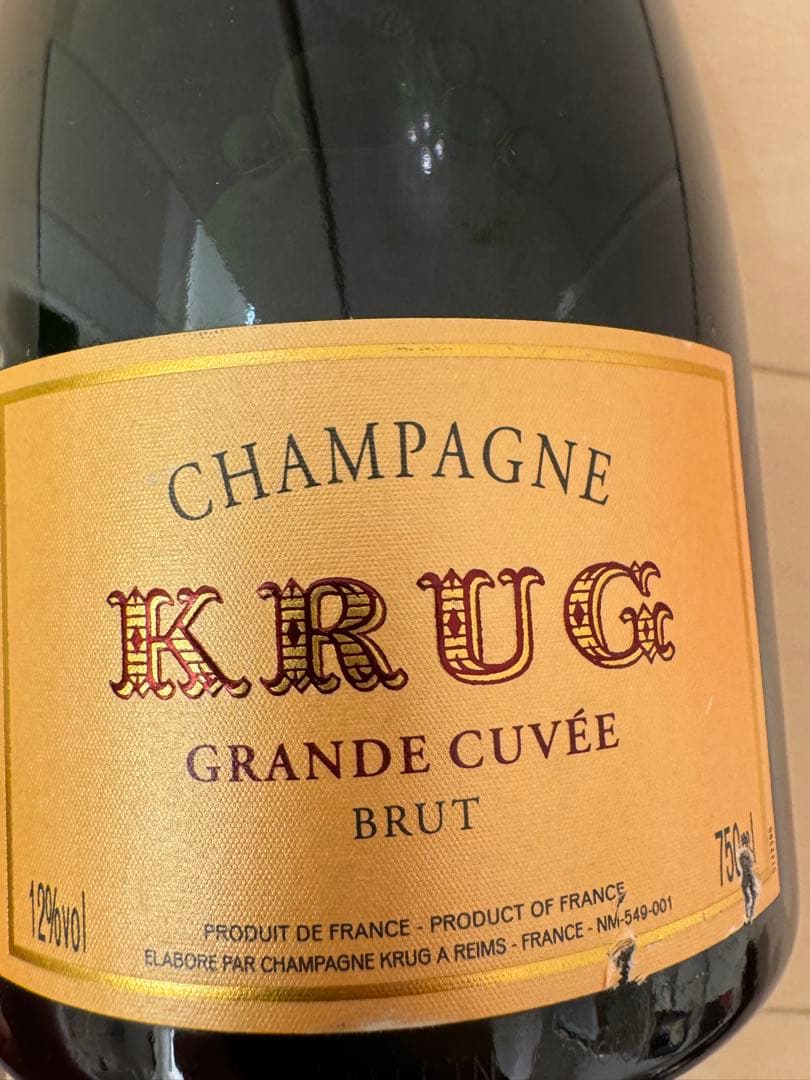 CHAMPAGNE
KRUG
GRANDE CUVÉE
BRUT
12%vol
PRODUIT DE FRANCE - PRODUCT OF FRANCE
ELABORE PAR CHAMPAGNE KRUG A REIMS - FRANCE - NM-549-001